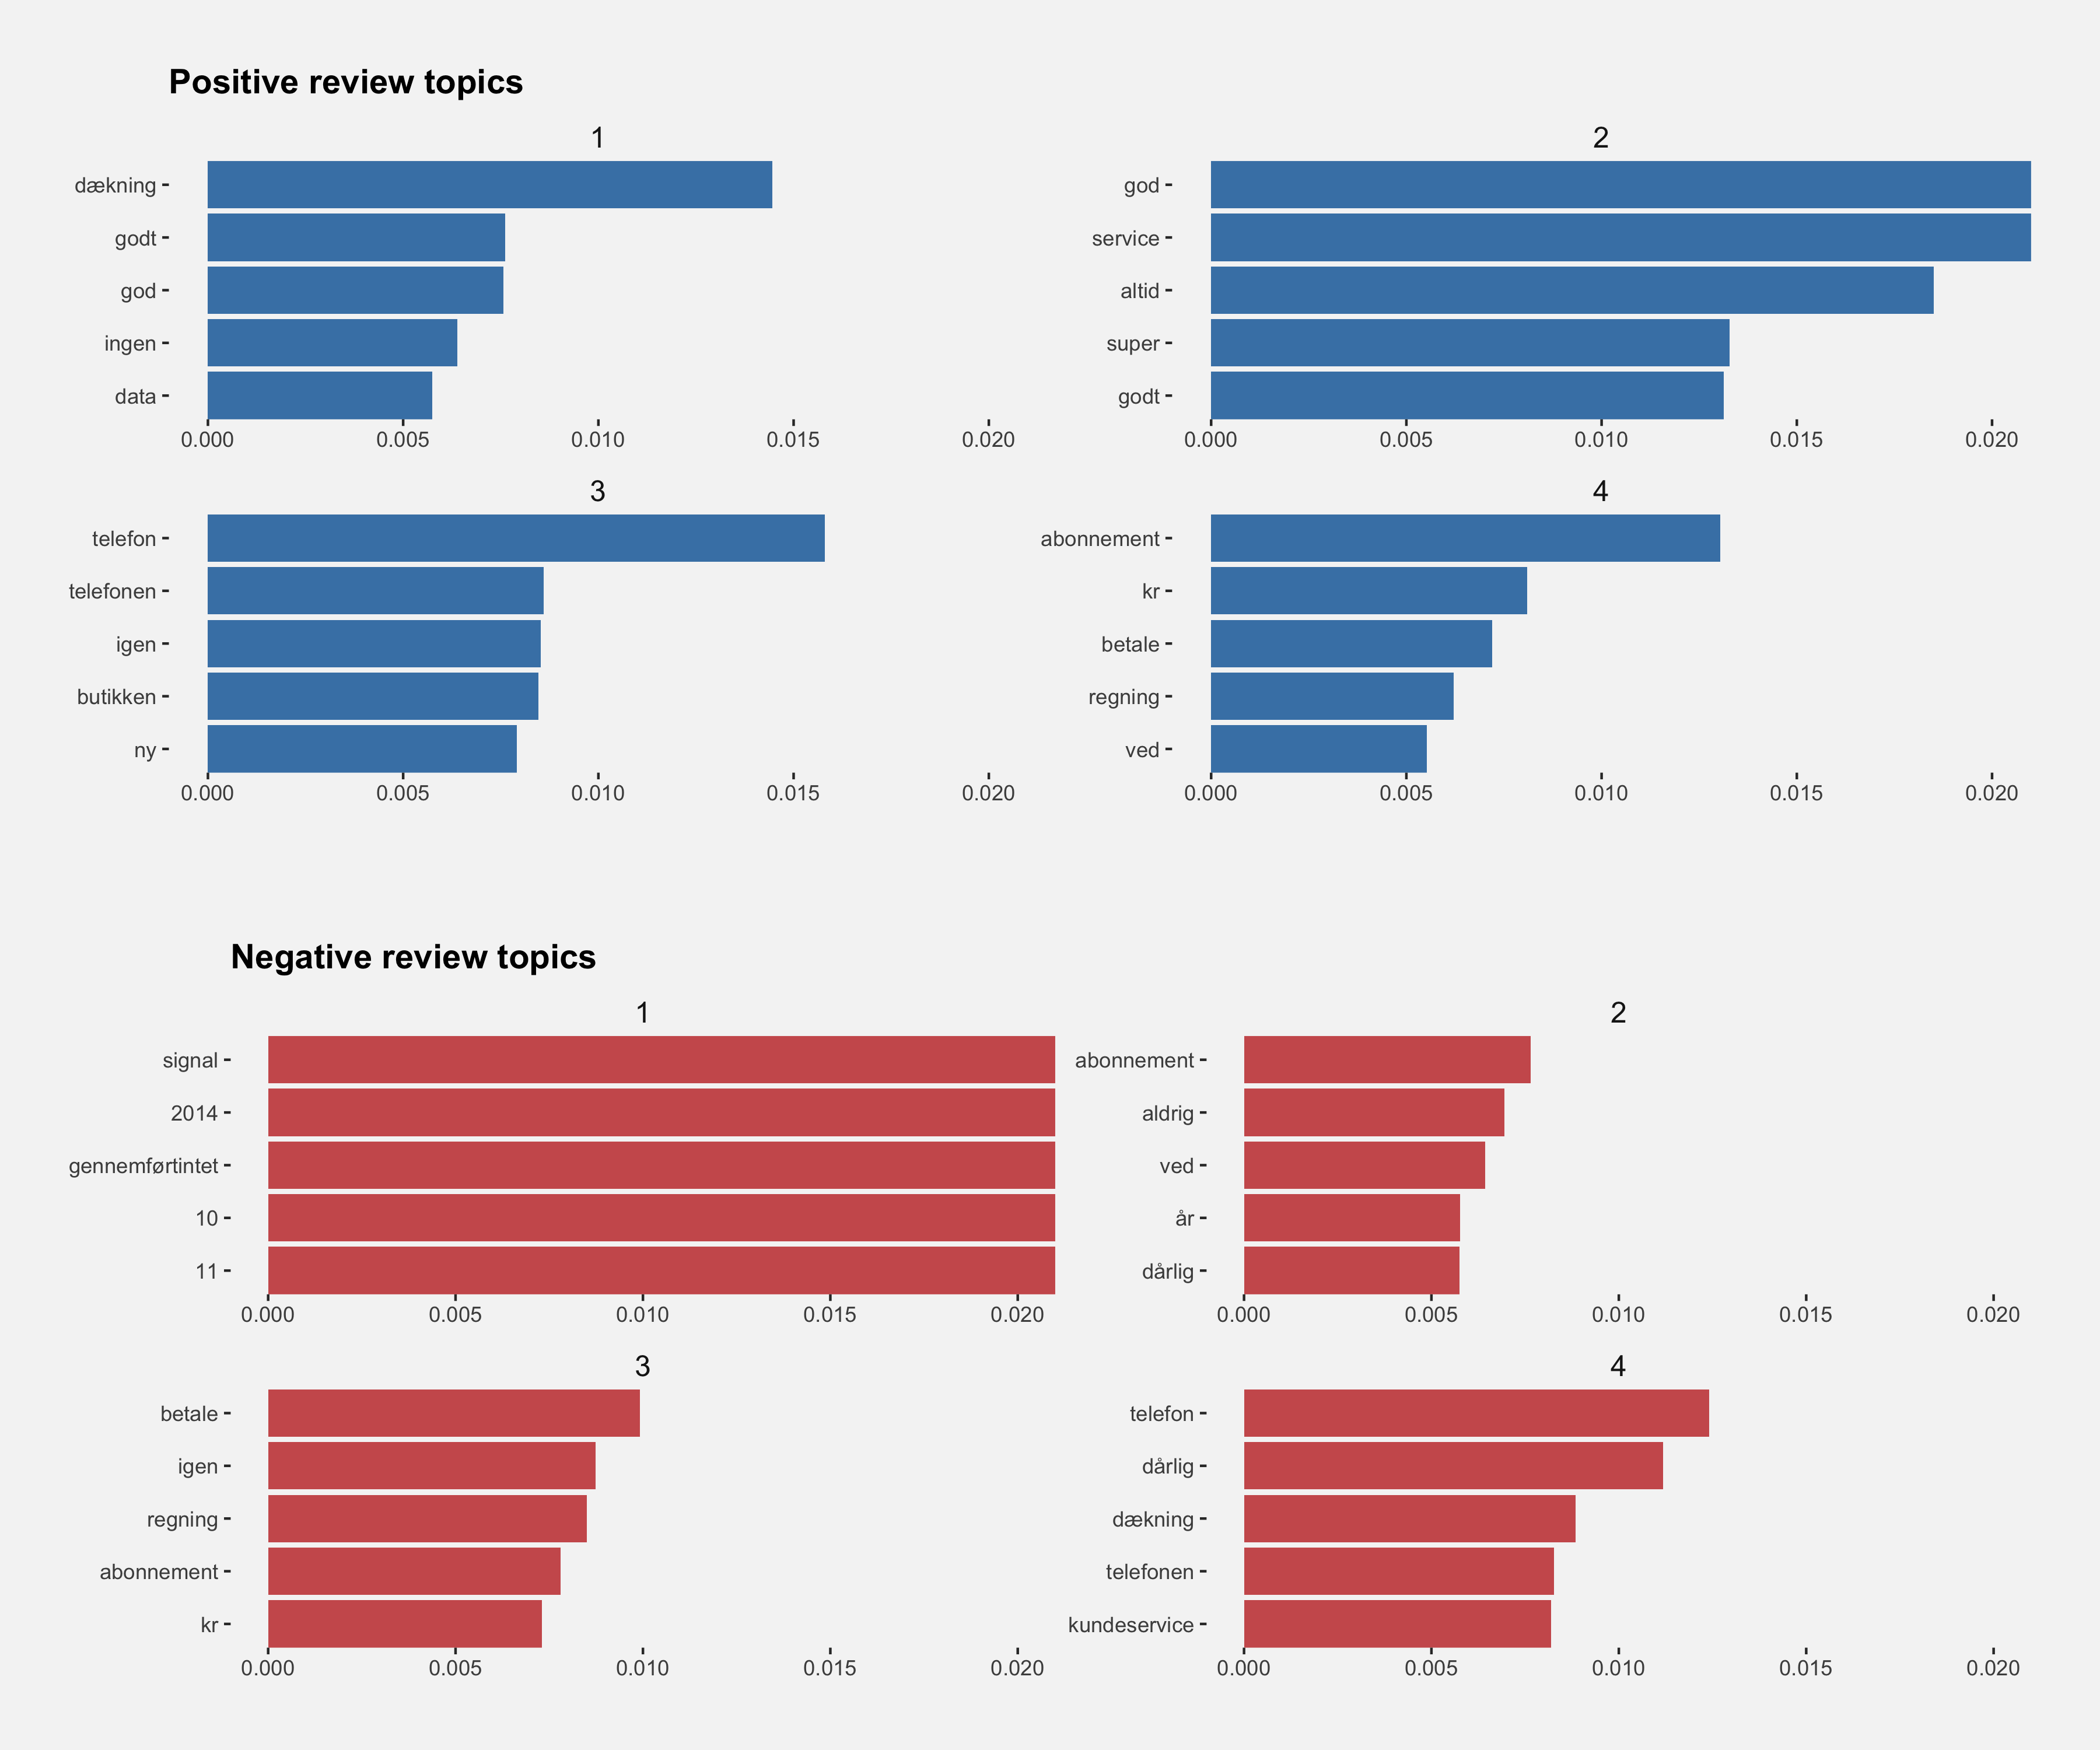 Positive review topics
1
dækning
godt
god
ingen
data
0.000 0.005 0.010 0.015 0.020
2
god
service
altid
super
godt
0.000 0.005 0.010 0.015 0.020
3
telefon
telefonen
igen
butikken
ny
0.000 0.005 0.010 0.015 0.020
4
abonnement
kr
betale
regning
ved
0.000 0.005 0.010 0.015 0.020
Negative review topics
1
signal
2014
gennemførtintet
10
11
0.000 0.005 0.010 0.015 0.020
2
abonnement
aldrig
ved
år
dårlig
0.000 0.005 0.010 0.015 0.020
3
betale
igen
regning
abonnement
kr
0.000 0.005 0.010 0.015 0.020
4
telefon
dårlig
dækning
telefonen
kundeservice
0.000 0.005 0.010 0.015 0.020